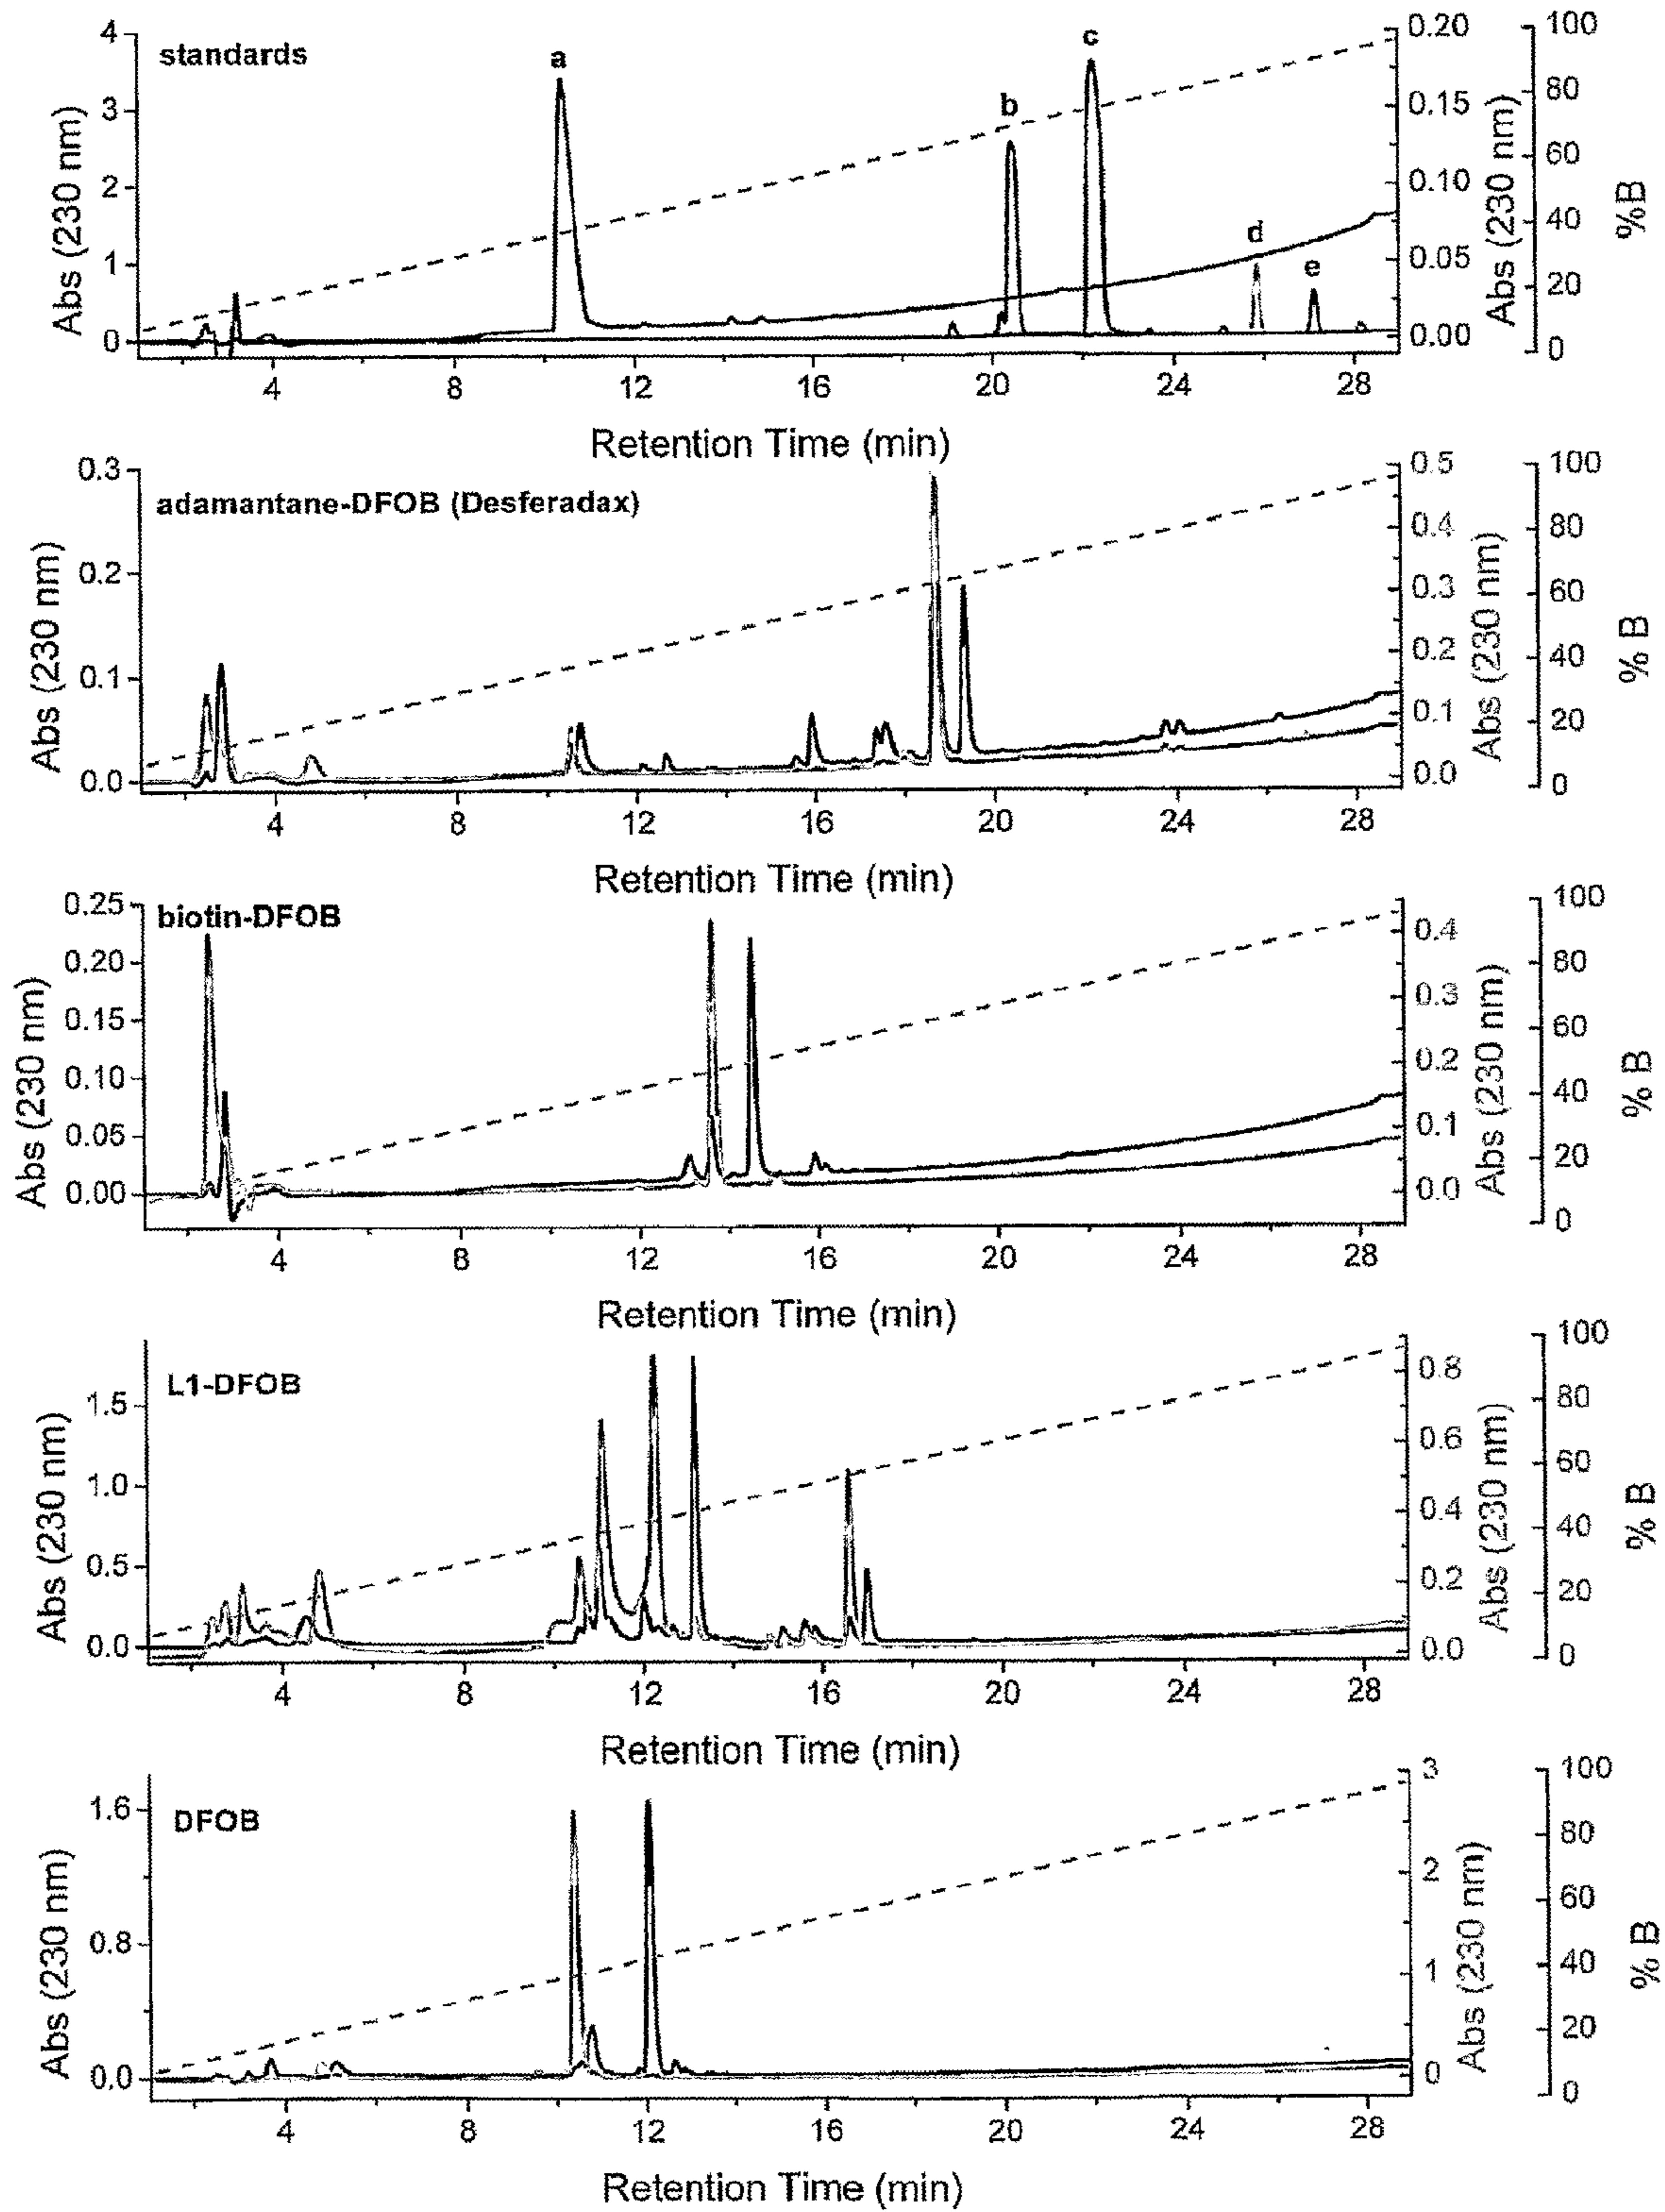 standards
a
b
c
d
e
4
3
2
1
0
Abs (230 nm)
0.20
0.15
0.10
0.05
0.00
Abs (230 nm)
100
80
60
40
20
0
%B
4 8 12 16 20 24 28
Retention Time (min)
adamantane-DFOB (Desferadax)
0.3
0.2
0.1
0.0
Abs (230 nm)
0.5
0.4
0.3
0.2
0.1
0.0
Abs (230 nm)
100
80
60
40
20
0
% B
4 8 12 16 20 24 28
Retention Time (min)
biotin-DFOB
0.25
0.20
0.15
0.10
0.05
0.00
Abs (230 nm)
0.4
0.3
0.2
0.1
0.0
Abs (230 nm)
100
80
60
40
20
0
% B
4 8 12 16 20 24 28
Retention Time (min)
L1-DFOB
1.5
1.0
0.5
0.0
Abs (230 nm)
0.8
0.6
0.4
0.2
0.0
Abs (230 nm)
100
80
60
40
20
0
% B
4 8 12 16 20 24 28
Retention Time (min)
DFOB
1.6
0.8
0.0
Abs (230 nm)
3
2
1
0
Abs (230 nm)
100
80
60
40
20
0
% B
4 8 12 16 20 24 28
Retention Time (min)